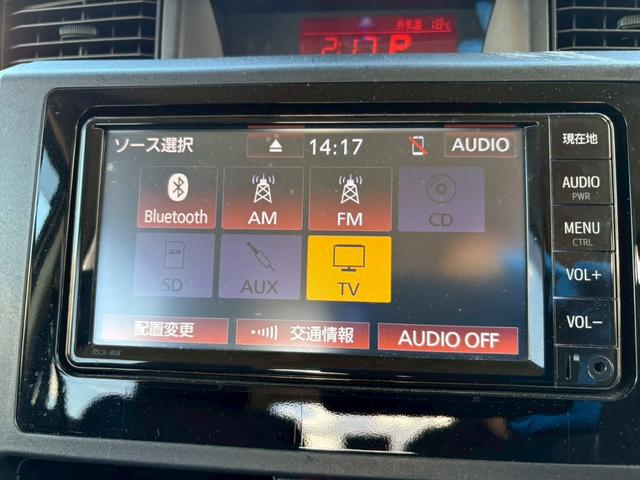 外気温 18℃
2:17 P
ソース選択 14:17 AUDIO
現在地
Bluetooth AM FM CD
AUDIO
PWR
MENU
CTRL
SD AUX TV
VOL+
配置変更 交通情報 AUDIO OFF
VOL-
NSCN-W68